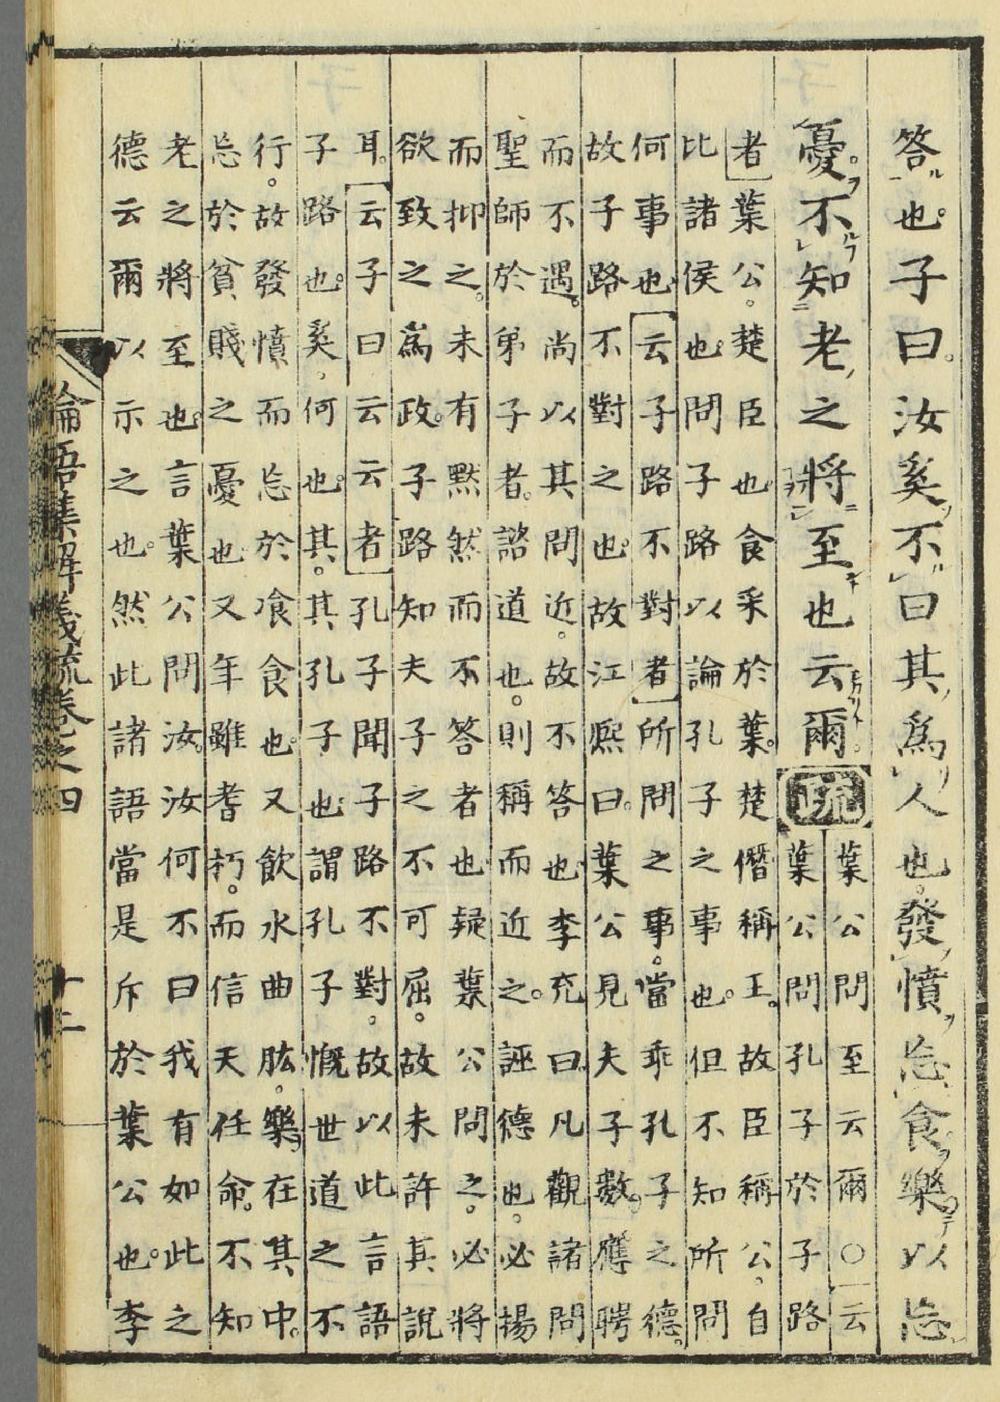 答也。子曰。汝奚不曰其爲人也。發憤忘食。樂以忘
憂。不知老之將至也云爾
疏
葉公問至云爾〇云
葉公問孔子於子路
者葉公。楚臣也食采於葉。楚僭稱王。故臣稱公。自
比諸侯也。問子路以論孔子之事也。但不知所問
何事也云子路不對者所問之事。當乖孔子之德。
故子路不對之也。故江熙曰。葉公見夫子數應聘
而不遇。尚以其問近。故不答也李充曰。凡觀諸問
聖師於弟子者。諮道也。則稱而近之。誣德也。必揚
而抑之。未有默然而不答者也。疑葉公問之。必將
欲致之爲政。子路知夫子之不可屈。故未許其說
耳。云子曰云云者孔子聞子路不對。故以此言語
子路也。奚。何也。其。其孔子也謂孔子慨世道之不
行。故發憤而忘於飡食也。又飲水曲肱。樂在其中。
忘於貧賤之憂也又年雖耆朽。而信天任命。不知
老之將至也。言葉公問汝。汝何不曰我有如此之
德云爾以示之也。然此諸語當是斥於葉公也。李
論語集解義疏卷之四
十二